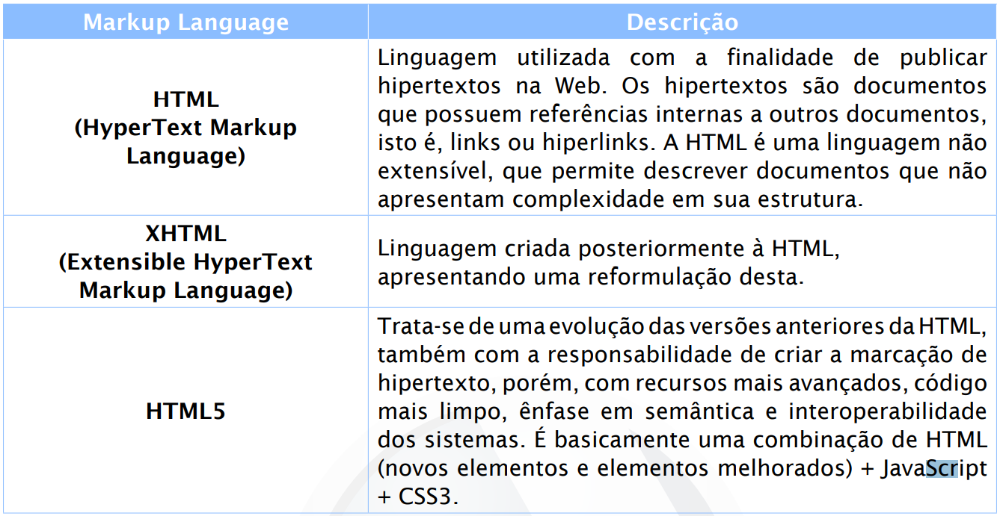 Markup Language
Descrição
HTML
(HyperText Markup
Language)
Linguagem utilizada com a finalidade de publicar
hipertextos na Web. Os hipertextos são documentos
que possuem referências internas a outros documentos,
isto é, links ou hiperlinks. A HTML é uma linguagem não
extensível, que permite descrever documentos que não
apresentam complexidade em sua estrutura.
XHTML
(Extensible HyperText
Markup Language)
Linguagem criada posteriormente à HTML,
apresentando uma reformulação desta.
HTML5
Trata-se de uma evolução das versões anteriores da HTML,
também com a responsabilidade de criar a marcação de
hipertexto, porém, com recursos mais avançados, código
mais limpo, ênfase em semântica e interoperabilidade
dos sistemas. É basicamente uma combinação de HTML
(novos elementos e elementos melhorados) + JavaScript
+ CSS3.